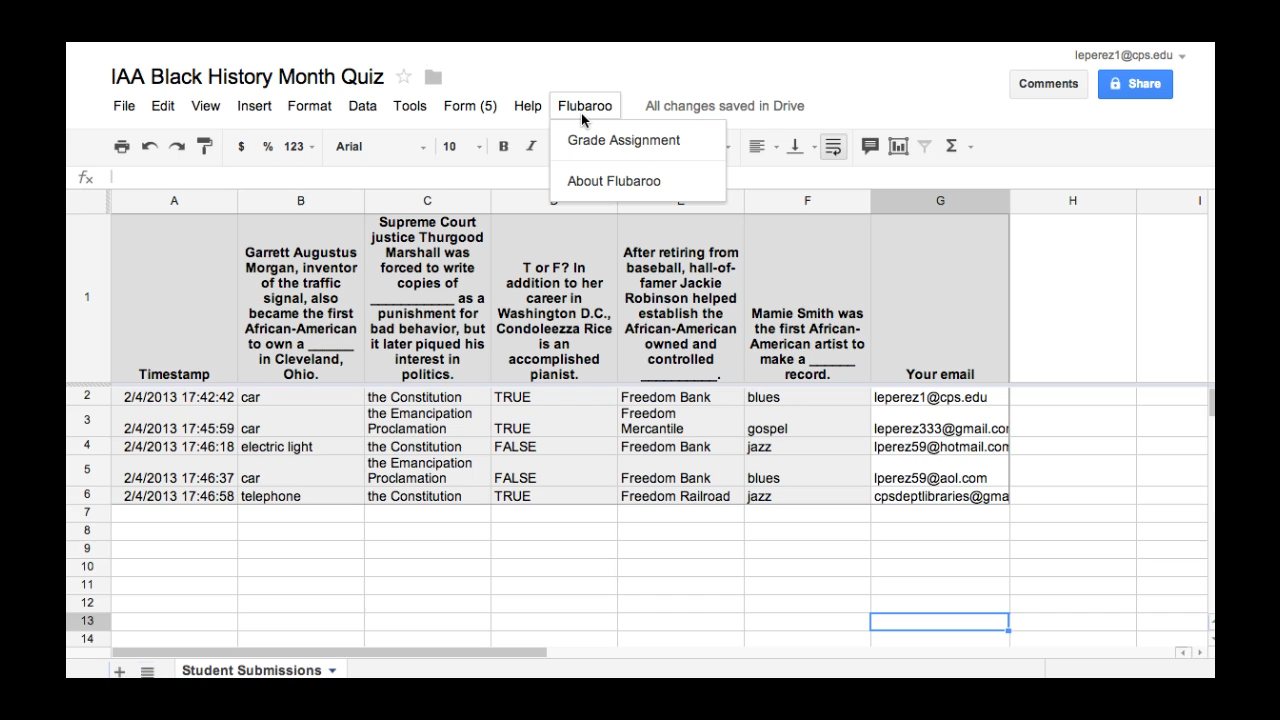 leperez1@cps.edu
IAA Black History Month Quiz
Comments
Share
File Edit View Insert Format Data Tools Form (5) Help Flubaroo All changes saved in Drive
Grade Assignment
About Flubaroo
$ % 123 Arial 10 B I Σ
fx
A B C F G H I
1
Timestamp
Garrett Augustus
Morgan, inventor
of the traffic
signal, also
became the first
African-American
to own a ______
in Cleveland,
Ohio.
Supreme Court
justice Thurgood
Marshall was
forced to write
copies of
___________ as a
punishment for
bad behavior, but
it later piqued his
interest in
politics.
T or F? In
addition to her
career in
Washington D.C.,
Condoleezza Rice
is an
accomplished
pianist.
After retiring from
baseball, hall-of-
famer Jackie
Robinson helped
establish the
African-American
owned and
controlled
__________.
Mamie Smith was
the first African-
American artist to
make a ______
record.
Your email
2 2/4/2013 17:42:42 car the Constitution TRUE Freedom Bank blues leperez1@cps.edu
3 2/4/2013 17:45:59 car the Emancipation Proclamation TRUE Freedom Mercantile gospel leperez333@gmail.cor
4 2/4/2013 17:46:18 electric light the Constitution FALSE Freedom Bank jazz lperez59@hotmail.con
5 2/4/2013 17:46:37 car the Emancipation Proclamation FALSE Freedom Bank blues lperez59@aol.com
6 2/4/2013 17:46:58 telephone the Constitution TRUE Freedom Railroad jazz cpsdeptlibraries@gma
7
8
9
10
11
12
13
14
Student Submissions